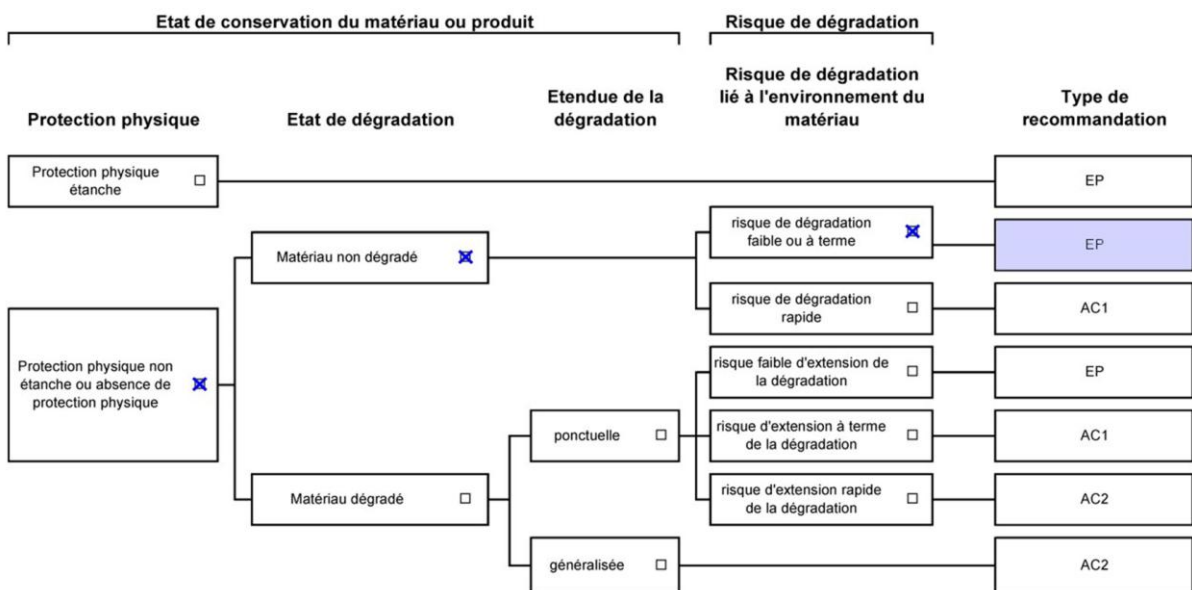 Etat de conservation du matériau ou produit
Risque de dégradation
Protection physique
Etat de dégradation
Etendue de la
dégradation
Risque de dégradation
lié à l'environnement du
matériau
Type de
recommandation
Protection physique
étanche
EP
risque de dégradation
faible ou à terme
EP
Matériau non dégradé
risque de dégradation
rapide
AC1
Protection physique non
étanche ou absence de
protection physique
risque faible d'extension de
la dégradation
EP
ponctuelle
risque d'extension à terme
de la dégradation
AC1
Matériau dégradé
risque d'extension rapide
de la dégradation
AC2
généralisée
AC2